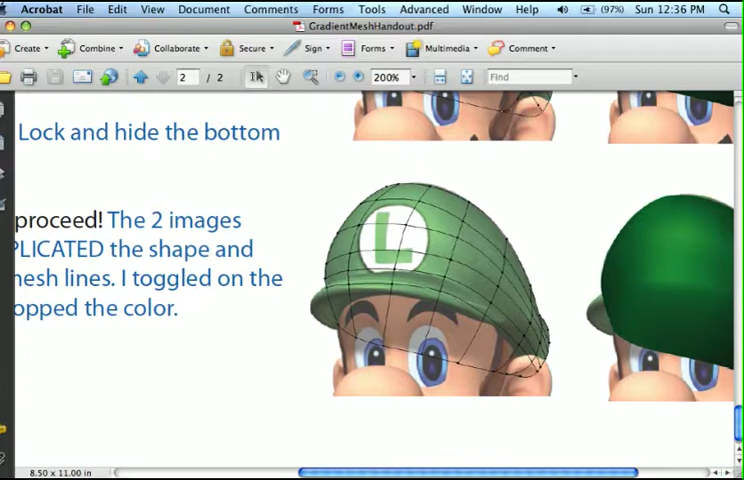 Acrobat File Edit View Document Comments Forms Tools Advanced Window Help (97%) Sun 12:36 PM
GradientMeshHandout.pdf
Create Combine Collaborate Secure Sign Forms Multimedia Comment
2 / 2 200% Find
Lock and hide the bottom
proceed! The 2 images
PLICATED the shape and
mesh lines. I toggled on the
opped the color.
L
8.50 x 11.00 in